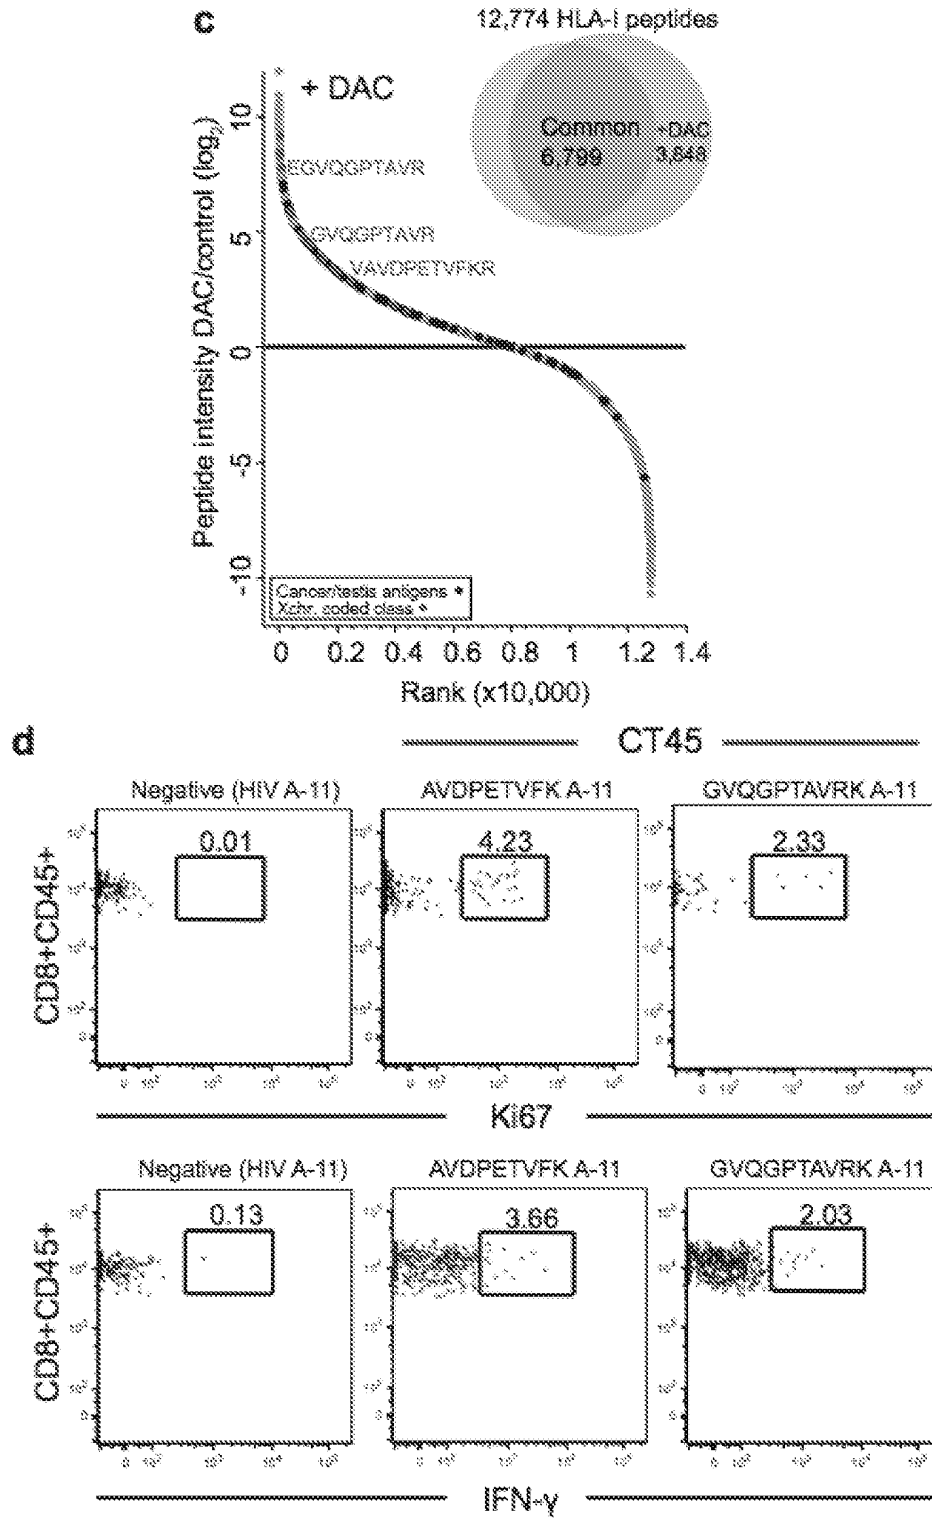 c
12,774 HLA-I peptides
+ DAC
Common +DAC
6,799 3,848
EGVQGPTAVR
GVQGPTAVR
VAVDPETVFKR
Peptide intensity DAC/control (log2)
10
5
0
-5
-10
Cancer/testis antigens
Xchr. coded class
0 0.2 0.4 0.6 0.8 1 1.2 1.4
Rank (x10,000)
d
CT45
Negative (HIV A-11) AVDPETVFK A-11 GVQGPTAVRK A-11
0.01 4.23 2.33
CD8+CD45+
Ki67
Negative (HIV A-11) AVDPETVFK A-11 GVQGPTAVRK A-11
0.13 3.66 2.03
CD8+CD45+
IFN-γ